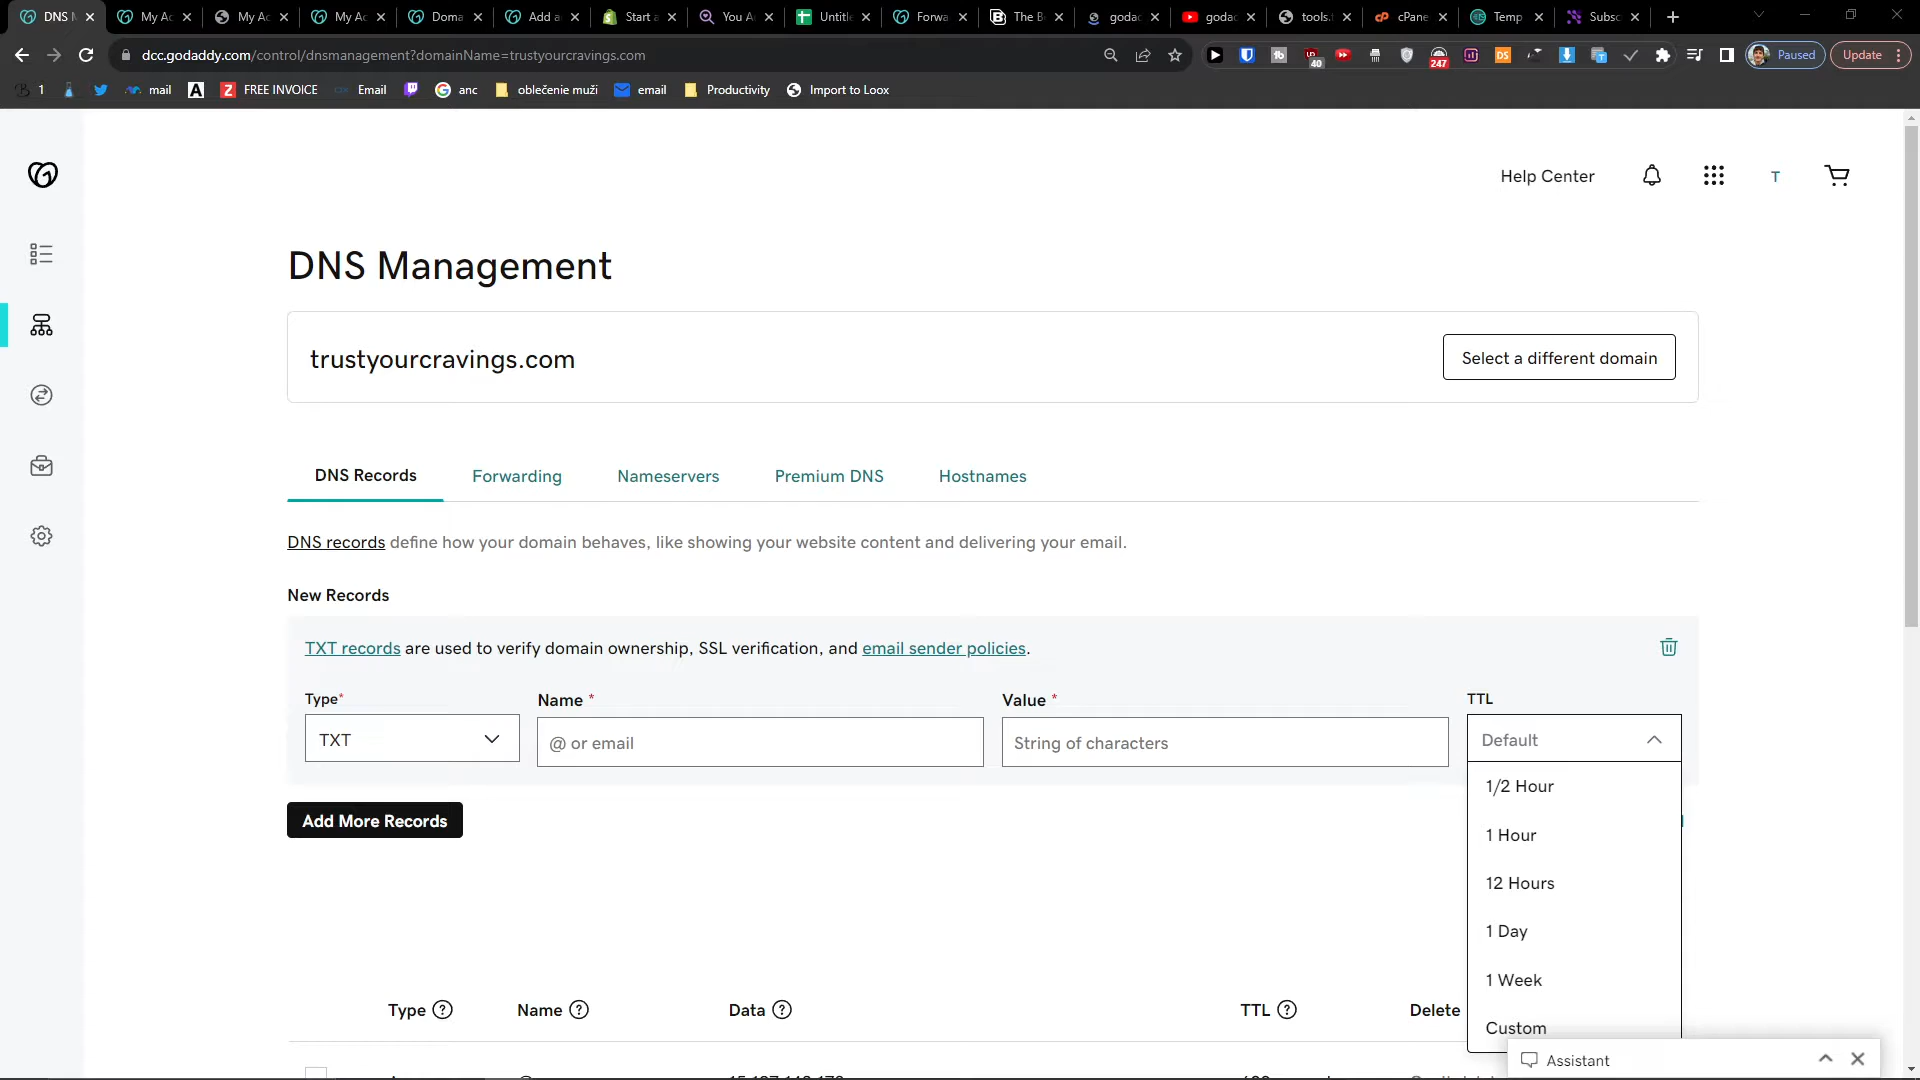 DNS M
My Ac
My Ac
My Ac
Doma
Add a
Start a
You A
Untitle
Forwa
The B
godac
godac
tools.
cPane
Temp
Subsc
dcc.godaddy.com/control/dnsmanagement?domainName=trustyourcravings.com
40
247
DS
Paused
Update
1
mail
FREE INVOICE
Email
anc
oblečenie muži
email
Productivity
Import to Loox
Help Center
T
DNS Management
trustyourcravings.com
Select a different domain
DNS Records
Forwarding
Nameservers
Premium DNS
Hostnames
DNS records define how your domain behaves, like showing your website content and delivering your email.
New Records
TXT records are used to verify domain ownership, SSL verification, and email sender policies.
Type*
Name *
Value *
TTL
TXT
@ or email
String of characters
Default
1/2 Hour
1 Hour
12 Hours
1 Day
1 Week
Custom
Add More Records
Type
Name
Data
TTL
Delete
Assistant